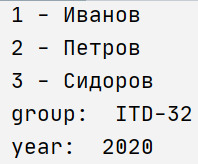 1 - Иванов
2 - Петров
3 - Сидоров
group:  ITD-32
year:  2020